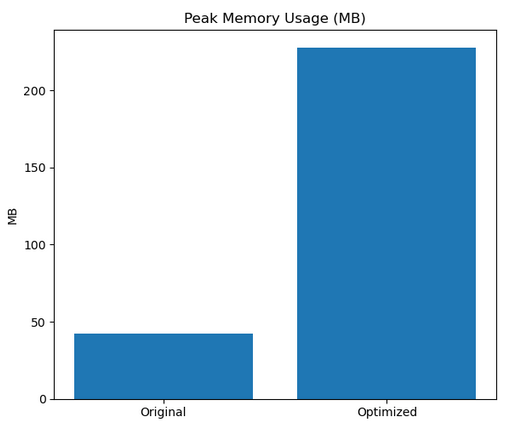 Peak Memory Usage (MB)
MB
200
150
100
50
0
Original
Optimized